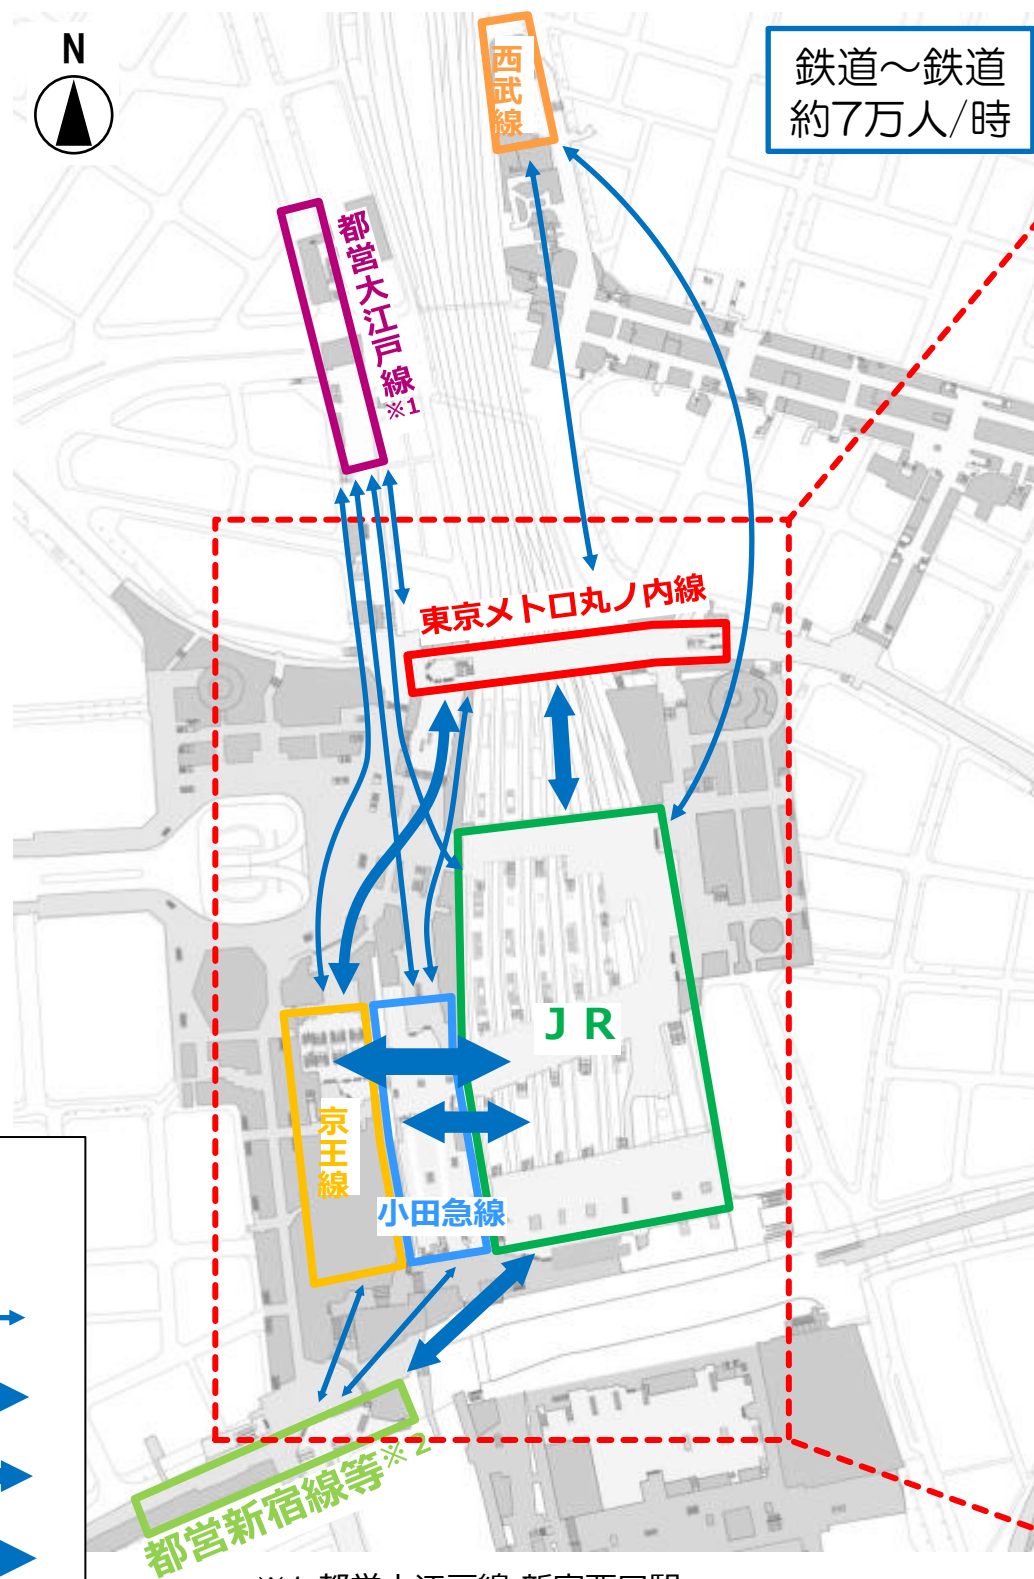 N
鉄道～鉄道
約7万人/時
西武線
都営大江戸線※1
東京メトロ丸ノ内線
ＪＲ
京王線
小田急線
都営新宿線等※2